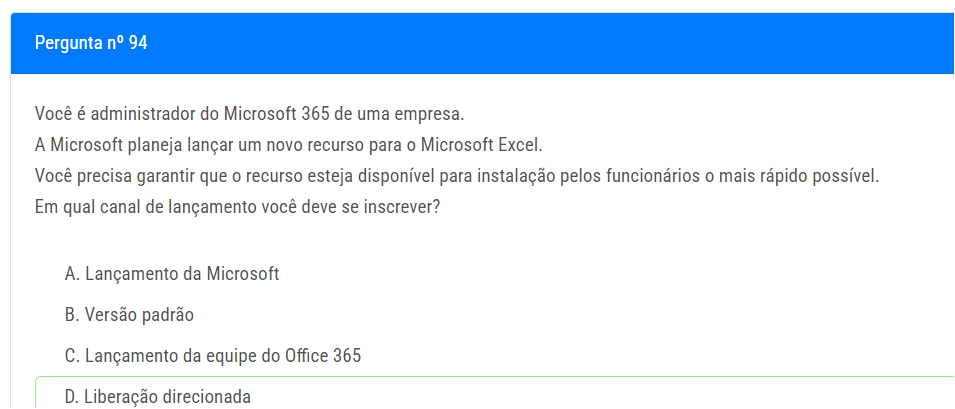 Pergunta nº 94
Você é administrador do Microsoft 365 de uma empresa.
A Microsoft planeja lançar um novo recurso para o Microsoft Excel.
Você precisa garantir que o recurso esteja disponível para instalação pelos funcionários o mais rápido possível.
Em qual canal de lançamento você deve se inscrever?
A. Lançamento da Microsoft
B. Versão padrão
C. Lançamento da equipe do Office 365
D. Liberação direcionada